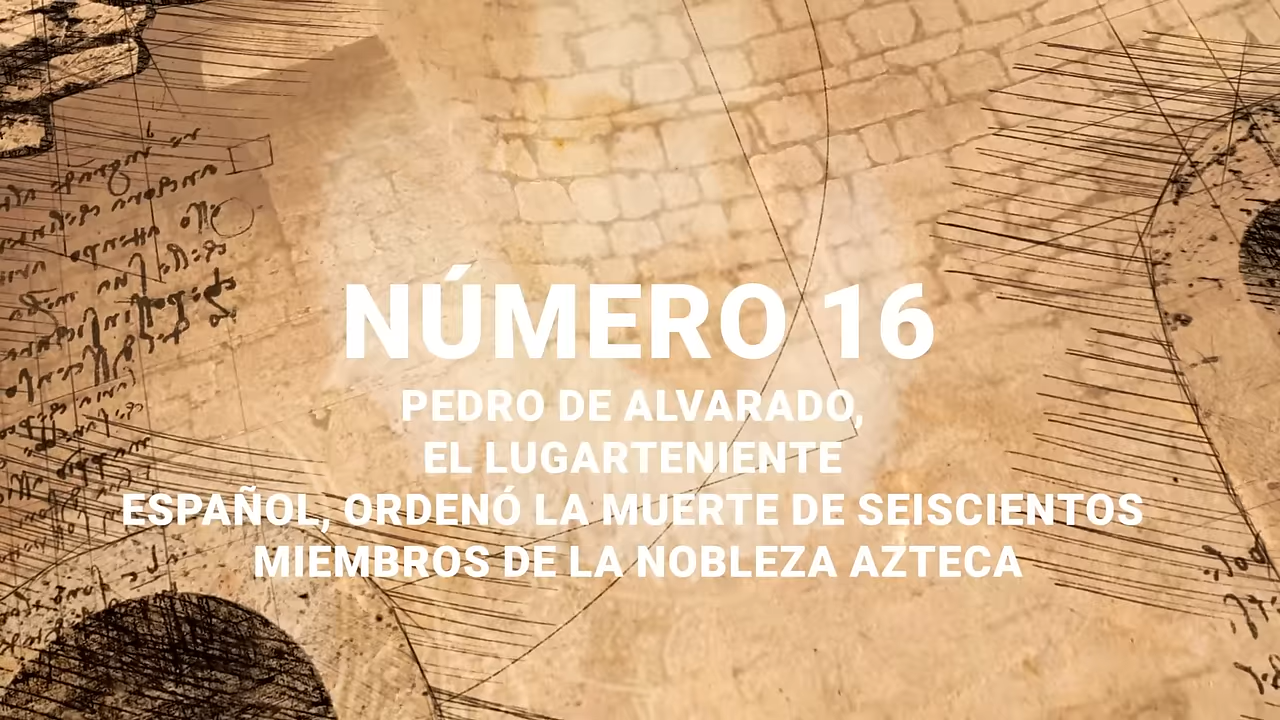 NÚMERO 16
PEDRO DE ALVARADO,
EL LUGARTENIENTE
ESPAÑOL, ORDENÓ LA MUERTE DE SEISCIENTOS
MIEMBROS DE LA NOBLEZA AZTECA